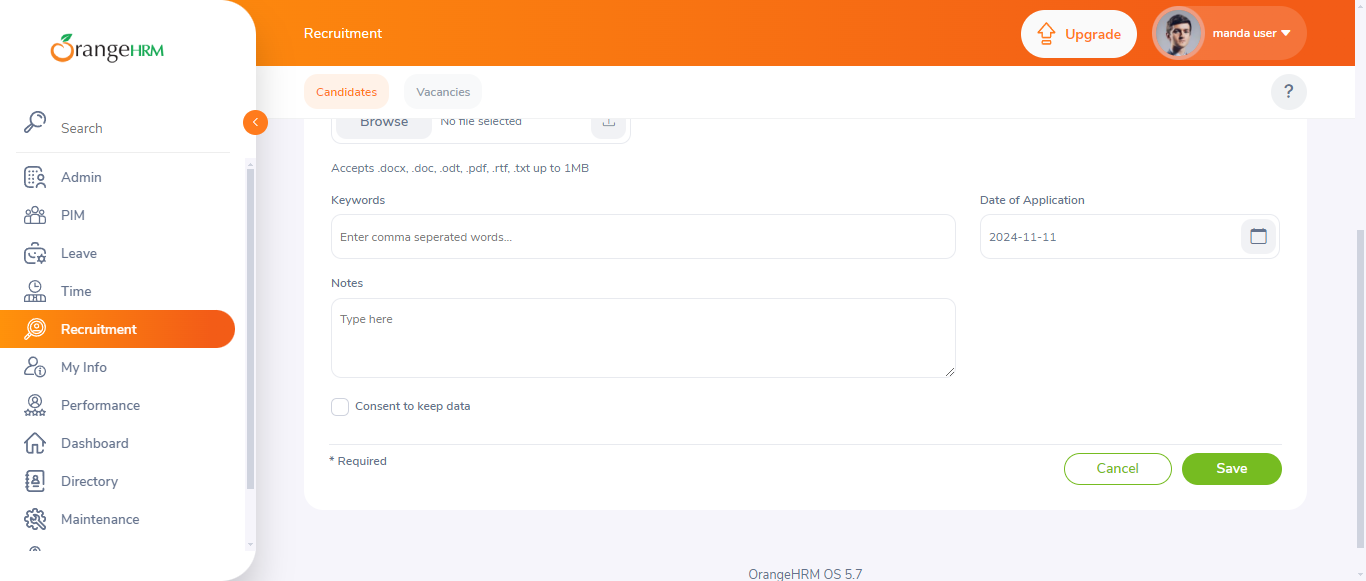 OrangeHRM
Recruitment
Upgrade
manda user
Candidates
Vacancies
?
Search
Admin
PIM
Leave
Time
Recruitment
My Info
Performance
Dashboard
Directory
Maintenance
Browse
No file selected
Accepts .docx, .doc, .odt, .pdf, .rtf, .txt up to 1MB
Keywords
Date of Application
Enter comma seperated words...
2024-11-11
Notes
Type here
Consent to keep data
* Required
Cancel
Save
OrangeHRM OS 5.7